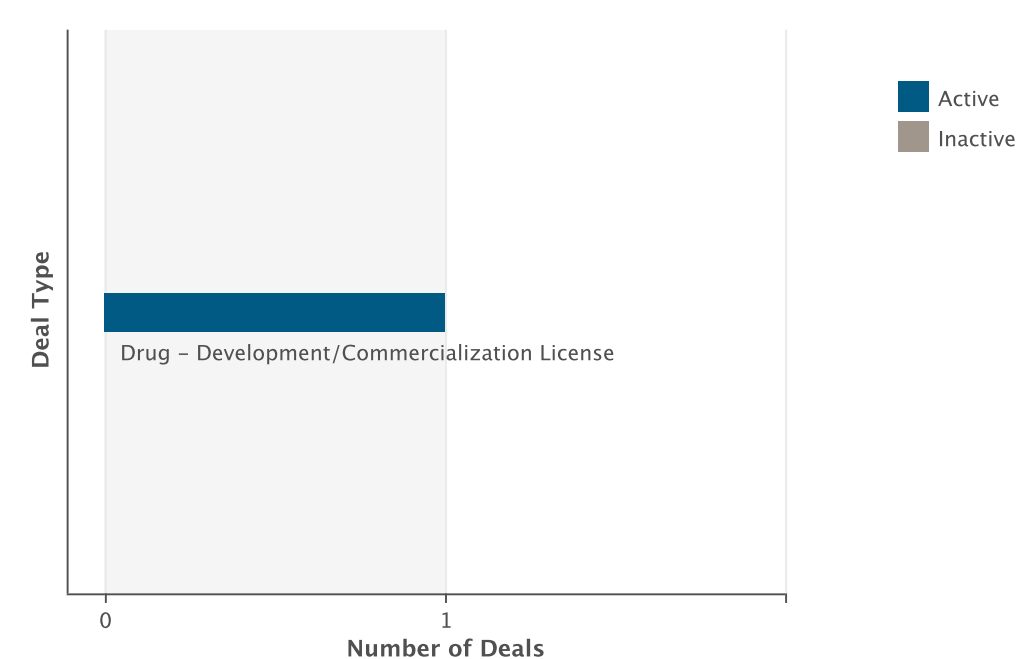 Active
Inactive
Deal Type
Drug – Development/Commercialization License
0 1
Number of Deals